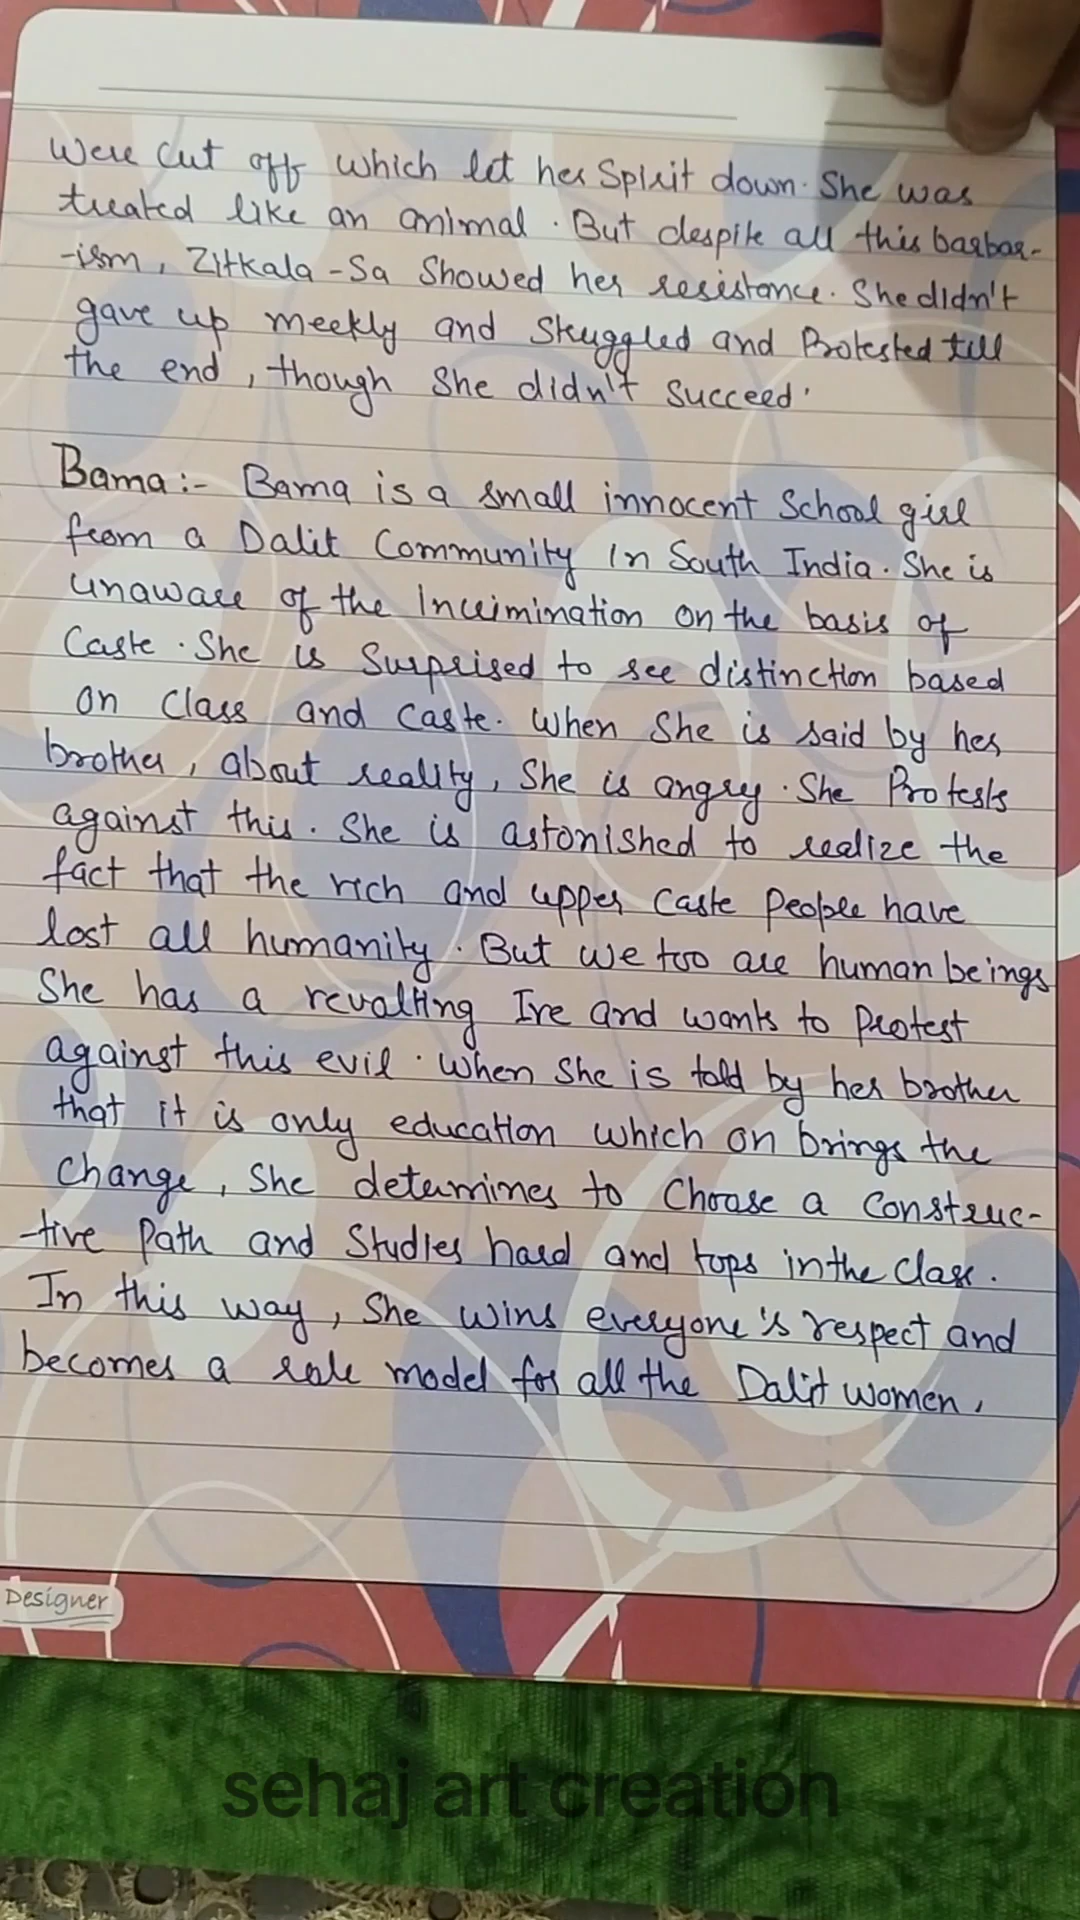 were cut off which let her Spirit down. She was
treated like an animal. But despite all this barbar-
-ism, Zitkala-Sa Showed her resistance. She didn't
gave up meekly and Struggled and Protested till
the end, though She didn't Succeed.
Bama:- Bama is a small innocent School girl
from a Dalit Community in South India. She is
unaware of the Incrimination on the basis of
Caste. She is Surprised to see distinction based
on Class and Caste. When She is said by her
brother, about reality, She is angry. She Protests
against this. She is astonished to realize the
fact that the rich and upper Caste People have
lost all humanity. But we too are human beings
She has a revolting Ire and wants to Protest
against this evil. When She is told by her brother
that it is only education which on brings the
Change, She determines to Choose a Construc-
-tive Path and Studies hard and tops in the Class.
In this way, She wins everyone's respect and
becomes a role model for all the Dalit women,
Designer
sehaj art creation